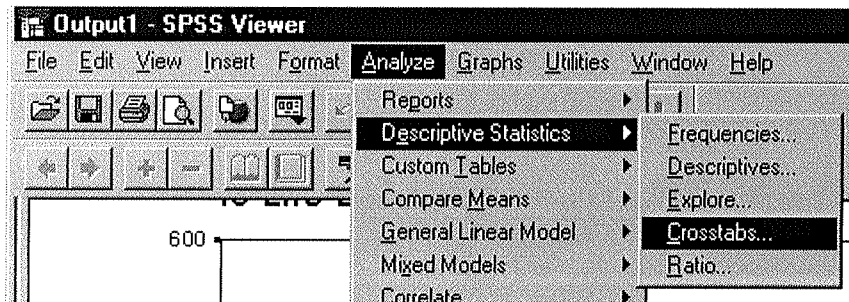 Output1 - SPSS Viewer
File Edit View Insert Format Analyze Graphs Utilities Window Help
Reports
Descriptive Statistics
Frequencies...
Custom Tables
Descriptives...
Compare Means
Explore...
General Linear Model
Crosstabs...
600
Mixed Models
Ratio...
Correlate